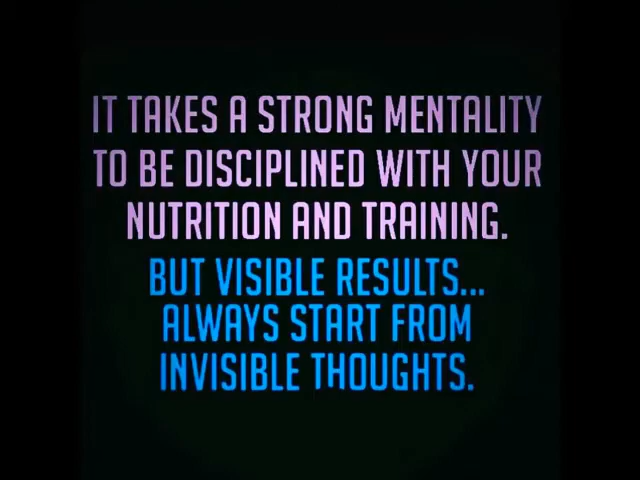 IT TAKES A STRONG MENTALITY
TO BE DISCIPLINED WITH YOUR
NUTRITION AND TRAINING.
BUT VISIBLE RESULTS...
ALWAYS START FROM
INVISIBLE THOUGHTS.